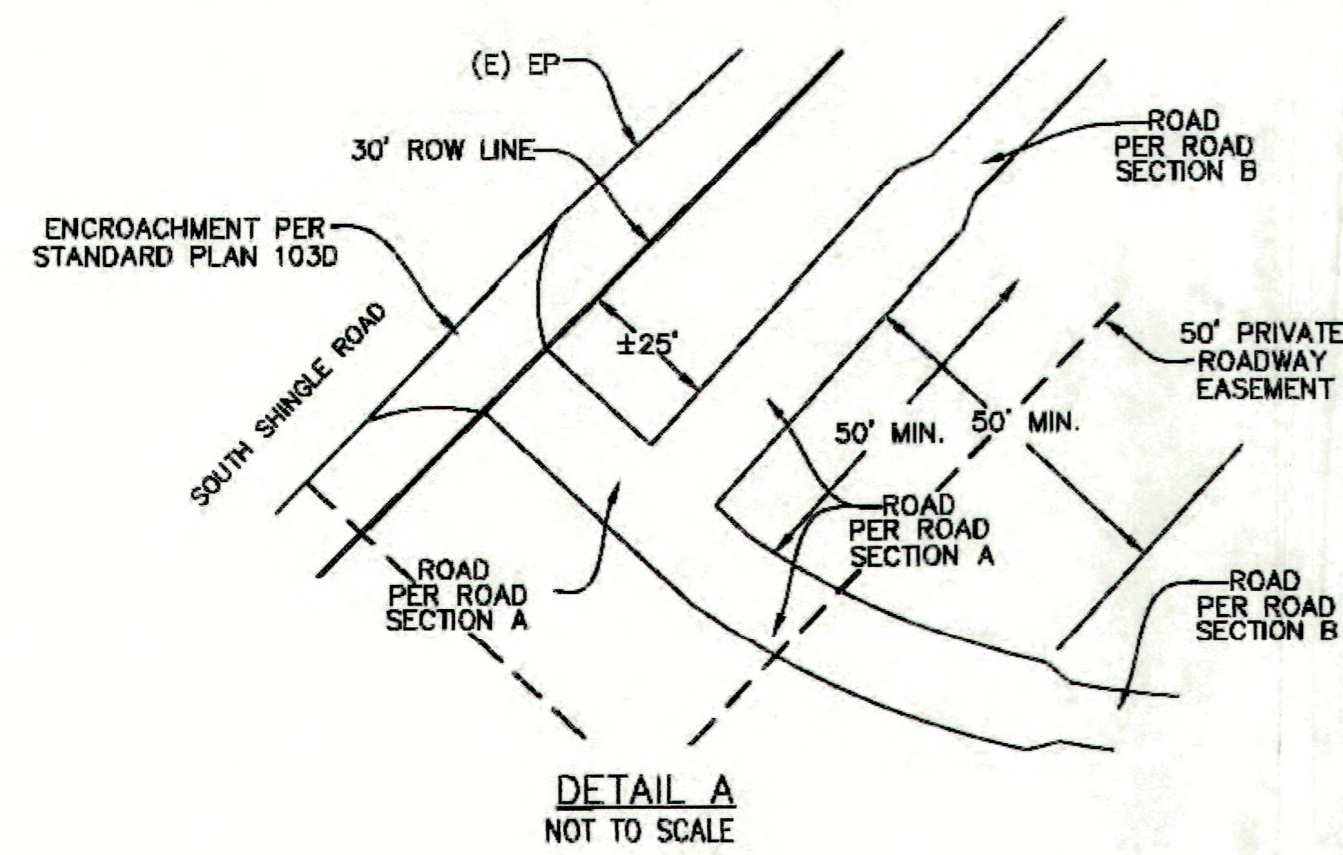 (E) EP
30' ROW LINE
ROAD
PER ROAD
SECTION B
ENCROACHMENT PER
STANDARD PLAN 103D
SOUTH SHINGLE ROAD
±25'
50' PRIVATE
ROADWAY
EASEMENT
50' MIN.
50' MIN.
ROAD
PER ROAD
SECTION A
ROAD
PER ROAD
SECTION A
ROAD
PER ROAD
SECTION B
DETAIL A
NOT TO SCALE